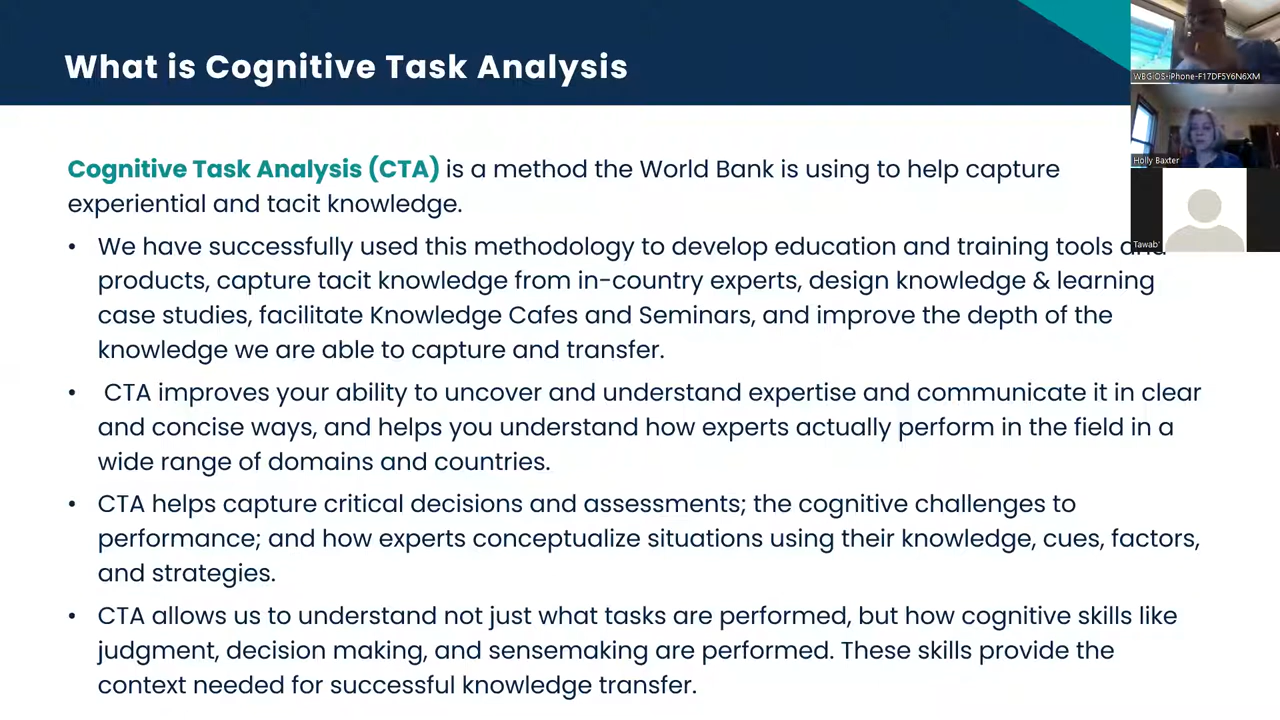 What is Cognitive Task Analysis
WBGIOS-iPhone-F17DF5Y6N6XM
Holly Baxter
Tawab'
Cognitive Task Analysis (CTA) is a method the World Bank is using to help capture
experiential and tacit knowledge.
• We have successfully used this methodology to develop education and training tools and
products, capture tacit knowledge from in-country experts, design knowledge & learning
case studies, facilitate Knowledge Cafes and Seminars, and improve the depth of the
knowledge we are able to capture and transfer.
• CTA improves your ability to uncover and understand expertise and communicate it in clear
and concise ways, and helps you understand how experts actually perform in the field in a
wide range of domains and countries.
• CTA helps capture critical decisions and assessments; the cognitive challenges to
performance; and how experts conceptualize situations using their knowledge, cues, factors,
and strategies.
• CTA allows us to understand not just what tasks are performed, but how cognitive skills like
judgment, decision making, and sensemaking are performed. These skills provide the
context needed for successful knowledge transfer.